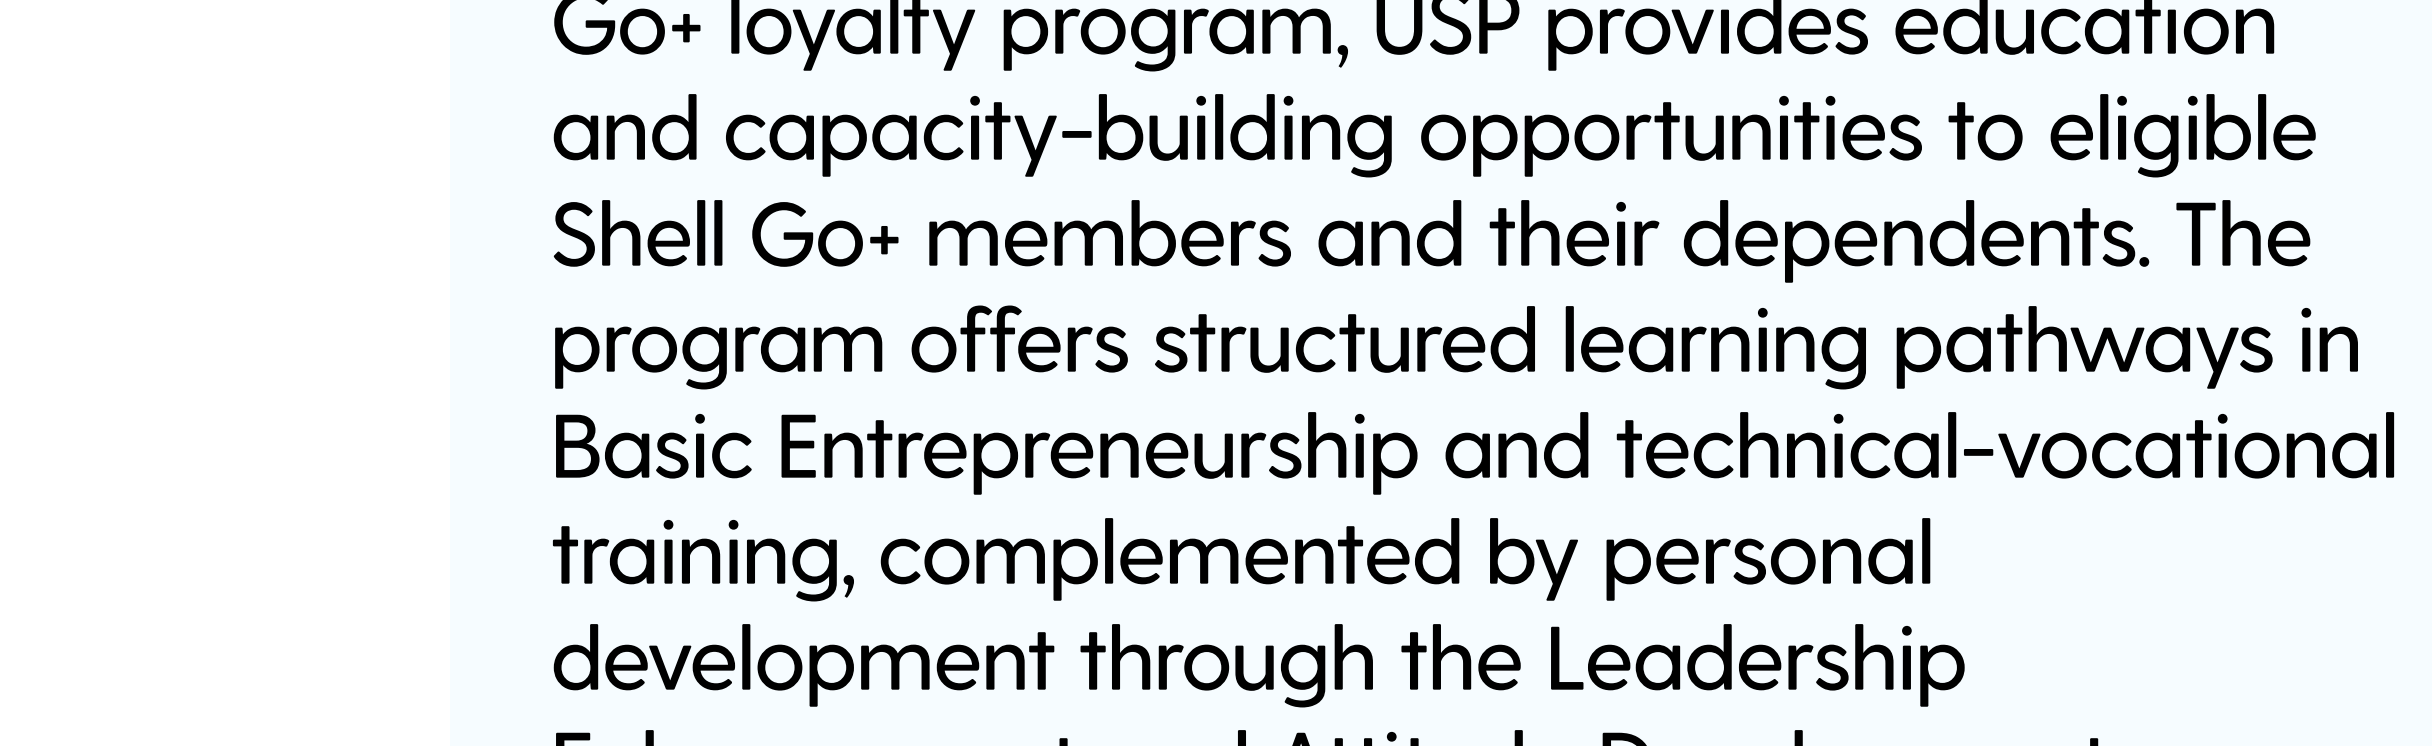 Go+ loyalty program, USP provides education
and capacity-building opportunities to eligible
Shell Go+ members and their dependents. The
program offers structured learning pathways in
Basic Entrepreneurship and technical-vocational
training, complemented by personal
development through the Leadership